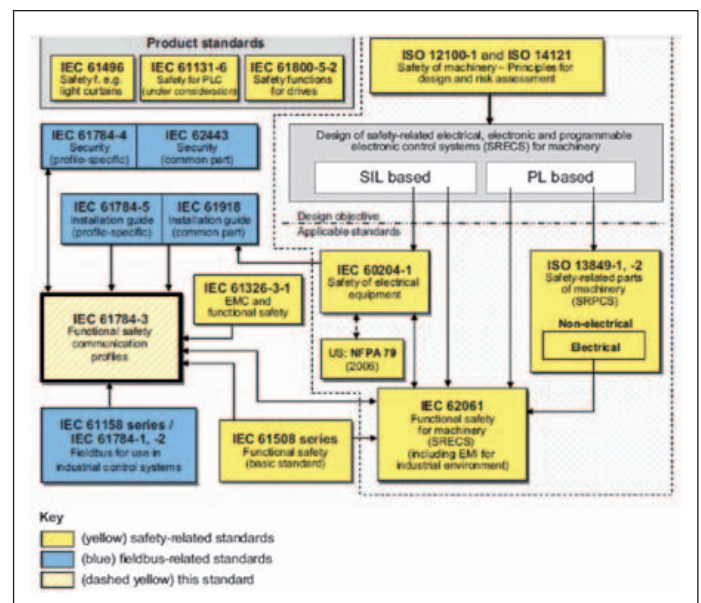 Product standards
IEC 61496
Safety f. e.g.
light curtains
IEC 61131-6
Safety for PLC
(under consideration)
IEC 61800-5-2
Safety functions
for drives
ISO 12100-1 and ISO 14121
Safety of machinery – Principles for
design and risk assessment
IEC 61784-4
Security
(profile-specific)
IEC 62443
Security
(common part)
Design of safety-related electrical, electronic and programmable
electronic control systems (SRECS) for machinery
SIL based
PL based
IEC 61784-5
Installation guide
(profile-specific)
IEC 61918
Installation guide
(common part)
Design objective
Applicable standards
IEC 60204-1
Safety of electrical
equipment
ISO 13849-1, -2
Safety-related parts
of machinery
(SRPCS)
Non-electrical
Electrical
IEC 61326-3-1
EMC and
functional safety
IEC 61784-3
Functional safety
communication
profiles
US: NFPA 79
(2006)
IEC 62061
Functional safety
for machinery
(SRECS)
(including EMI for
industrial environment)
IEC 61158 series /
IEC 61784-1, -2
Fieldbus for use in
industrial control systems
IEC 61508 series
Functional safety
(basic standard)
Key
(yellow) safety-related standards
(blue) fieldbus-related standards
(dashed yellow) this standard